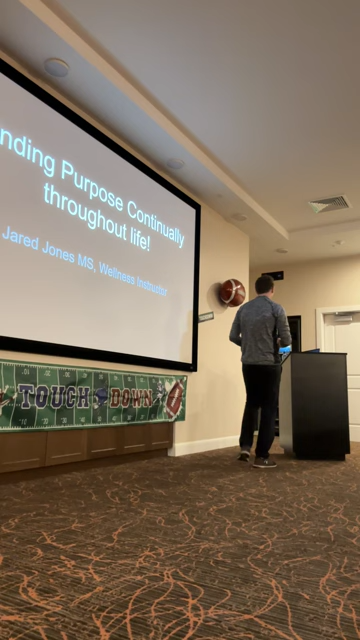 nding Purpose Continually
throughout life!
Jared Jones MS, Wellness Instructor
TOUCH DOWN